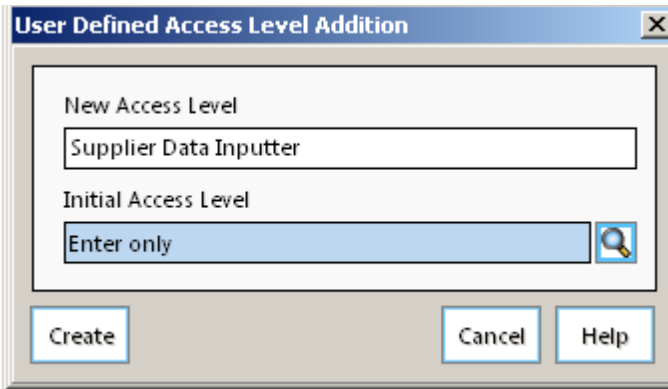 User Defined Access Level Addition
New Access Level
Supplier Data Inputter
Initial Access Level
Enter only
Create
Cancel
Help